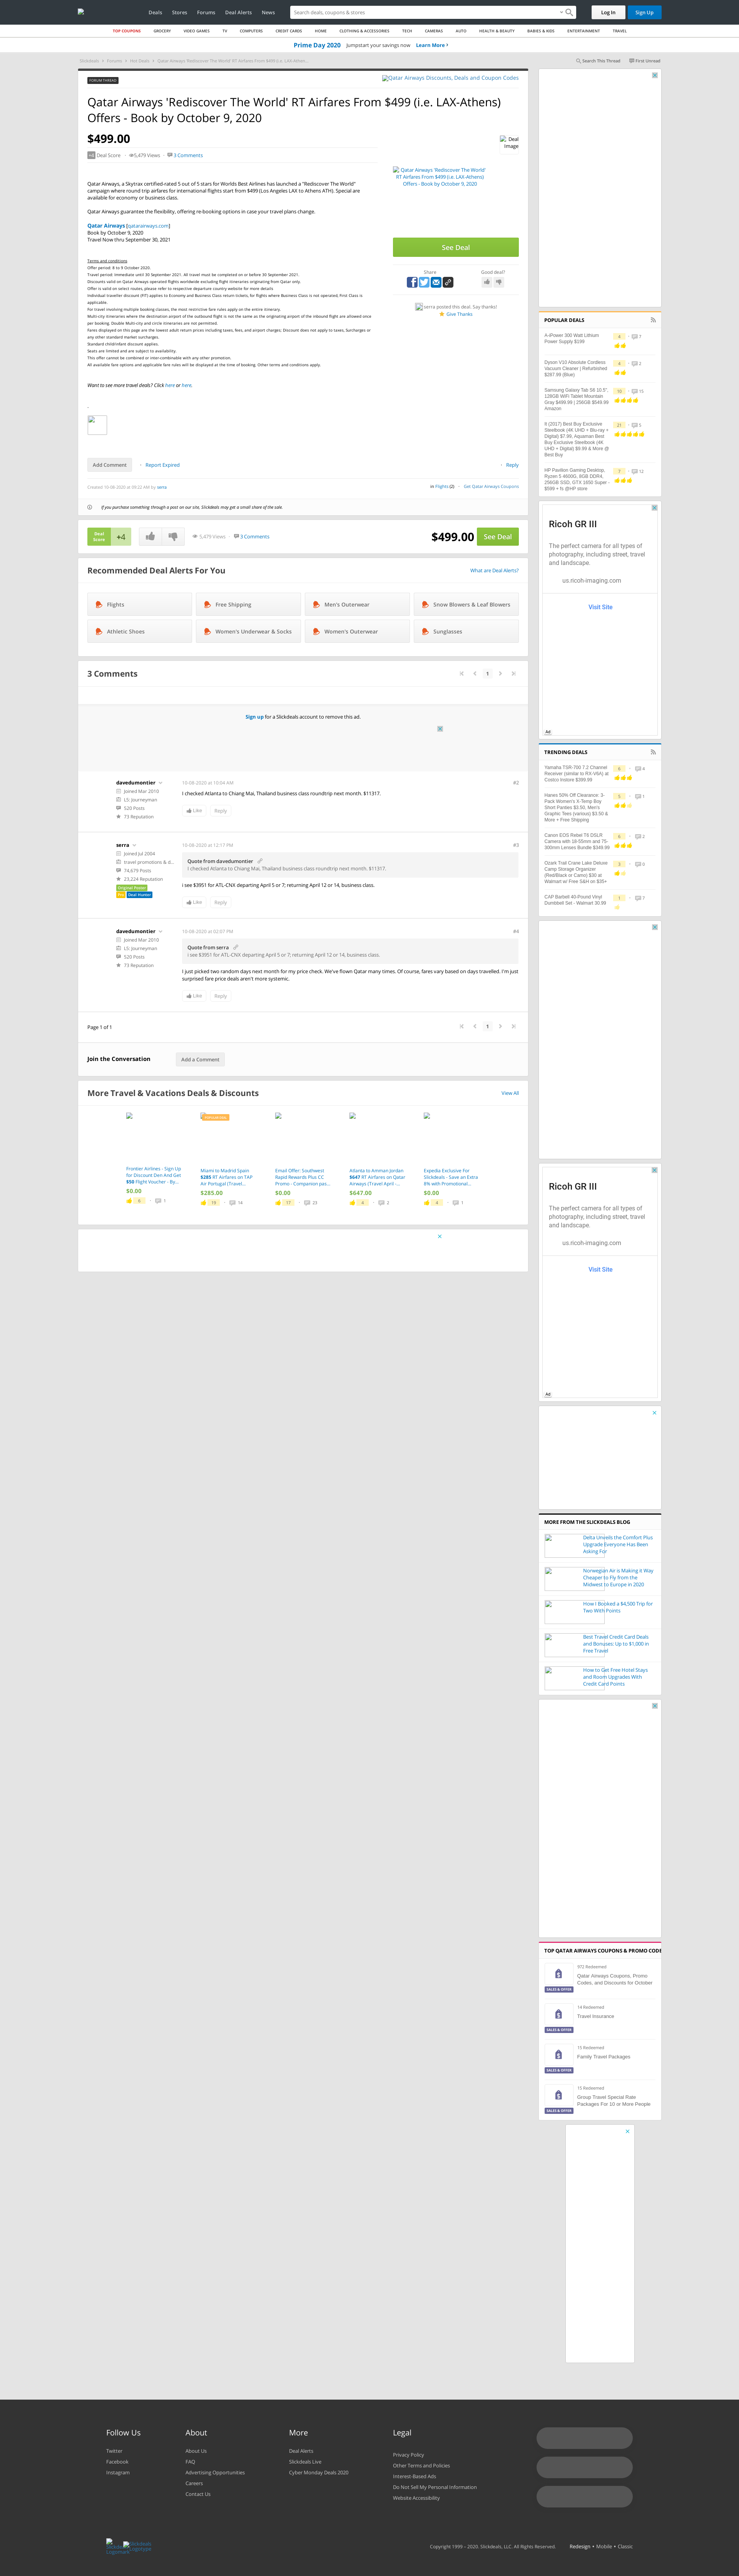 Deals Stores Forums Deal Alerts News
Search deals, coupons & stores
Log In
Sign Up
TOP COUPONS GROCERY VIDEO GAMES TV COMPUTERS CREDIT CARDS HOME CLOTHING & ACCESSORIES TECH CAMERAS AUTO HEALTH & BEAUTY BABIES & KIDS ENTERTAINMENT TRAVEL
Prime Day 2020 Jumpstart your savings now Learn More ›
Slickdeals > Forums > Hot Deals > Qatar Airways 'Rediscover The World' RT Airfares From $499 (i.e. LAX-Athen...
Search This Thread
First Unread
FORUM THREAD
Qatar Airways Discounts, Deals and Coupon Codes
Qatar Airways 'Rediscover The World' RT Airfares From $499 (i.e. LAX-Athens)
Offers - Book by October 9, 2020
$499.00
Deal Image
+4 Deal Score 5,479 Views 3 Comments
Qatar Airways 'Rediscover The World' RT Airfares From $499 (i.e. LAX-Athens) Offers - Book by October 9, 2020
Qatar Airways, a Skytrax certified-rated 5 out of 5 stars for Worlds Best Airlines has launched a "Rediscover The World"
campaign where round trip airfares for international flights start from $499 (Los Angeles LAX to Athens ATH). Special fare
available for economy or business class.
Qatar Airways guarantee the flexibility, offering re-booking options in case your travel plans change.
Qatar Airways [qatarairways.com]
Book by October 9, 2020
Travel Now thru September 30, 2021
See Deal
Share
Good deal?
serra posted this deal. Say thanks!
Give Thanks
Terms and conditions
Offer period: 6 to 9 October 2020.
Travel period: Immediate until 30 September 2021. All travel must be completed on or before 30 September 2021.
Discounts valid on Qatar Airways operated flights worldwide excluding flight itineraries originating from Qatar only.
Offer is valid on select routes, please refer to respective departure country website for more details.
Individual traveller discount (FIT) applies to Economy and Business Class return tickets, for flights where Business Class is not operated, First Class is
applicable.
For travel involving multiple booking classes, the most restrictive fare rules will apply on the entire itinerary.
Multi-city itineraries where the destination airport of the inbound flight is not the same as the originating airport of the inbound flight are allowed once
per booking. Double Multi-city and circle itineraries are not permitted.
Fares displayed on this page are the lowest adult return prices including taxes, fees, and airport charges. Discount does not apply to taxes, Surcharges or
any other standard market surcharges.
Standard child/infant discount applies.
Seats are limited and are subject to availability.
This offer cannot be combined or inter-combinable with any other promotion.
All available fare options and applicable fare rules will be displayed at the time of booking. Other terms and conditions apply.
Want to see more travel deals? Click here or here.
Add Comment
Report Expired
Reply
Created 10-08-2020 at 09:22 AM by serra
in Flights (2)
Get Qatar Airways Coupons
If you purchase something through a post on our site, Slickdeals may get a small share of the sale.
Deal Score
+4
5,479 Views
3 Comments
$499.00
See Deal
Recommended Deal Alerts For You
What are Deal Alerts?
Flights
Free Shipping
Men's Outerwear
Snow Blowers & Leaf Blowers
Athletic Shoes
Women's Underwear & Socks
Women's Outerwear
Sunglasses
3 Comments
1
Sign up for a Slickdeals account to remove this ad.
davedumontier
Joined Mar 2010
L5: Journeyman
520 Posts
73 Reputation
10-08-2020 at 10:04 AM
#2
I checked Atlanta to Chiang Mai, Thailand business class roundtrip next month. $11317.
Like
Reply
serra
Joined Jul 2004
travel promotions & d...
74,679 Posts
23,224 Reputation
Original Poster
Pro
Deal Hunter
10-08-2020 at 12:17 PM
#3
Quote from davedumontier
I checked Atlanta to Chiang Mai, Thailand business class roundtrip next month. $11317.
I see $3951 for ATL-CNX departing April 5 or 7; returning April 12 or 14, business class.
Like
Reply
davedumontier
Joined Mar 2010
L5: Journeyman
520 Posts
73 Reputation
10-08-2020 at 02:07 PM
#4
Quote from serra
I see $3951 for ATL-CNX departing April 5 or 7; returning April 12 or 14, business class.
I just picked two random days next month for my price check. We've flown Qatar many times. Of course, fares vary based on days travelled. I'm just
surprised fare price deals aren't more systemic.
Like
Reply
Page 1 of 1
1
Join the Conversation
Add a Comment
More Travel & Vacations Deals & Discounts
View All
Frontier Airlines - Sign Up for Discount Den And Get $50 Flight Voucher - By...
$0.00
Miami to Madrid Spain $285 RT Airfares on TAP Air Portugal (Travel...
$285.00
Email Offer: Southwest Rapid Rewards Plus CC Promo - Companion pas...
$0.00
Atlanta to Amman Jordan $647 RT Airfares on Qatar Airways (Travel April -...
$647.00
Expedia Exclusive For Slickdeals - Save an Extra 8% with Promotional...
$0.00
POPULAR DEALS
A-iPower 300 Watt Lithium Power Supply $199
Dyson V10 Absolute Cordless Vacuum Cleaner | Refurbished $287.99 (Blue)
Samsung Galaxy Tab S6 10.5", 128GB WiFi Tablet Mountain Gray $499.99 | 256GB $549.99 Amazon
It (2017) Best Buy Exclusive Steelbook (4K UHD + Blu-ray + Digital) $7.99, Aquaman Best Buy Exclusive Steelbook (4K UHD + Digital) $9.99 & More @ Best Buy
HP Pavilion Gaming Desktop, Ryzen 5 4600G, 8GB DDR4, 256GB SSD, GTX 1650 Super - $599 + fs @HP store
Ricoh GR III
The perfect camera for all types of photography, including street, travel and landscape.
us.ricoh-imaging.com
Visit Site
Ad
TRENDING DEALS
Yamaha TSR-700 7.2 Channel Receiver (similar to RX-V6A) at Costco Instore $399.99
Hanes 50% Off Clearance: 3-Pack Women's X-Temp Boy Short Panties $3.50, Men's Graphic Tees (various) $3.50 & More + Free Shipping
Canon EOS Rebel T6 DSLR Camera with 18-55mm and 75-300mm Lenses Bundle $349.99
Ozark Trail Crane Lake Deluxe Camp Storage Organizer (Red/Black or Camo) $30 at Walmart w/ Free S&H on $35+
CAP Barbell 40-Pound Vinyl Dumbbell Set - Walmart 30.99
Ricoh GR III
The perfect camera for all types of photography, including street, travel and landscape.
us.ricoh-imaging.com
Visit Site
Ad
MORE FROM THE SLICKDEALS BLOG
Delta Unveils the Comfort Plus Upgrade Everyone Has Been Asking For
Norwegian Air is Making it Way Cheaper to Fly from the Midwest to Europe in 2020
How I Booked a $4,500 Trip for Two With Points
Best Travel Credit Card Deals and Bonuses: Up to $1,000 in Free Travel
How to Get Free Hotel Stays and Room Upgrades With Credit Card Points
TOP QATAR AIRWAYS COUPONS & PROMO CODE
972 Redeemed
Qatar Airways Coupons, Promo Codes, and Discounts for October
SALES & OFFER
14 Redeemed
Travel Insurance
SALES & OFFER
15 Redeemed
Family Travel Packages
SALES & OFFER
15 Redeemed
Group Travel Special Rate Packages For 10 or More People
SALES & OFFER
Follow Us
Twitter
Facebook
Instagram
About
About Us
FAQ
Advertising Opportunities
Careers
Contact Us
More
Deal Alerts
Slickdeals Live
Cyber Monday Deals 2020
Legal
Privacy Policy
Other Terms and Policies
Interest-Based Ads
Do Not Sell My Personal Information
Website Accessibility
Copyright 1999 - 2020. Slickdeals, LLC. All Rights Reserved.
Redesign • Mobile • Classic